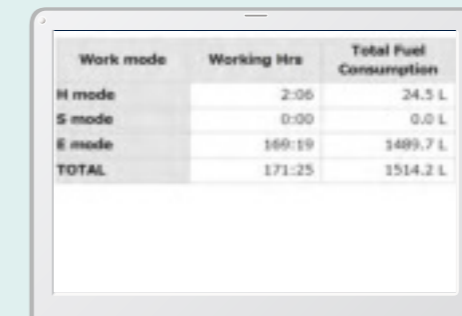 Work mode Working Hrs Total Fuel Consumption
H mode 2:06 24.5 L
S mode 0:00 0.0 L
E mode 169:19 1489.7 L
TOTAL 171:25 1514.2 L